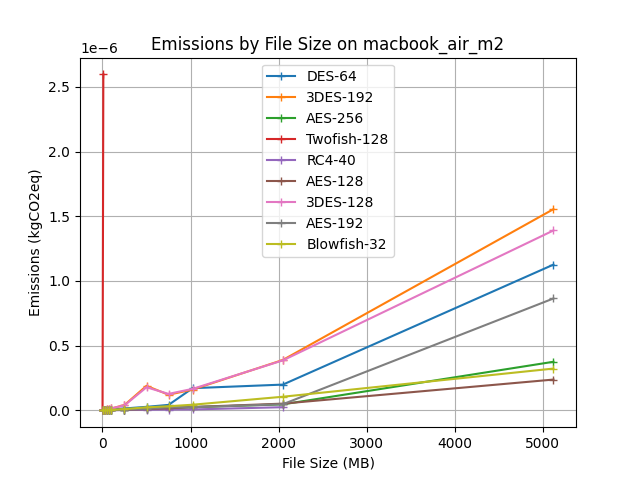 Emissions by File Size on macbook_air_m2
1e−6
2.5
2.0
1.5
1.0
0.5
0.0
Emissions (kgCO2eq)
DES-64
3DES-192
AES-256
Twofish-128
RC4-40
AES-128
3DES-128
AES-192
Blowfish-32
0 1000 2000 3000 4000 5000
File Size (MB)